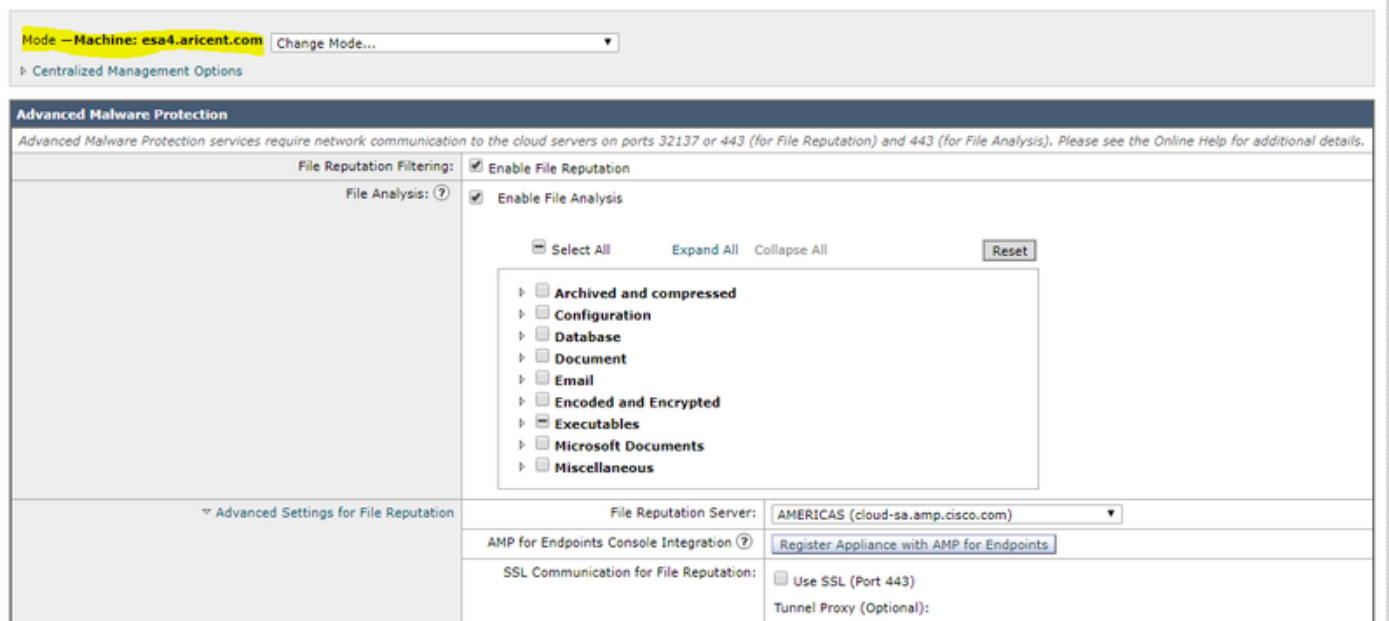 Mode —Machine: esa4.aricent.com Change Mode...
Centralized Management Options
Advanced Malware Protection
Advanced Malware Protection services require network communication to the cloud servers on ports 32137 or 443 (for File Reputation) and 443 (for File Analysis). Please see the Online Help for additional details.
File Reputation Filtering: Enable File Reputation
File Analysis: ? Enable File Analysis
Select All Expand All Collapse All Reset
Archived and compressed
Configuration
Database
Document
Email
Encoded and Encrypted
Executables
Microsoft Documents
Miscellaneous
Advanced Settings for File Reputation File Reputation Server: AMERICAS (cloud-sa.amp.cisco.com)
AMP for Endpoints Console Integration ? Register Appliance with AMP for Endpoints
SSL Communication for File Reputation: Use SSL (Port 443)
Tunnel Proxy (Optional):